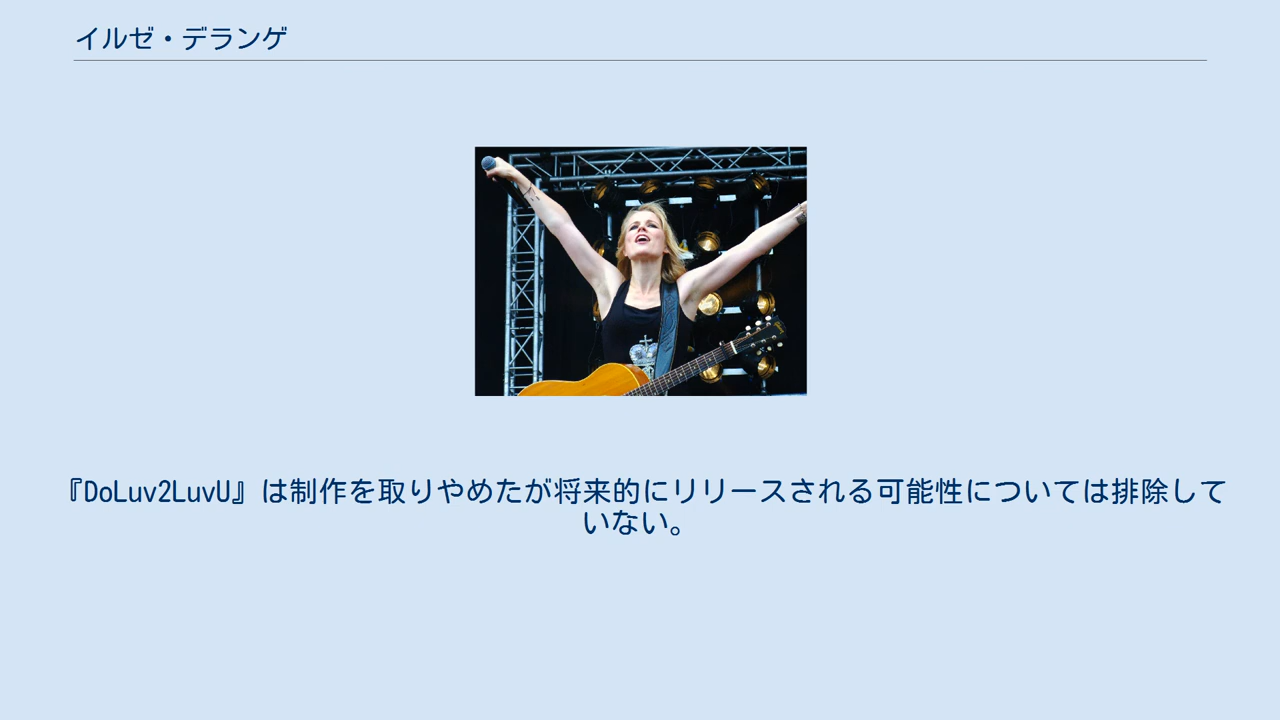 イルゼ・デランゲ
『DoLuv2LuvU』は制作を取りやめたが将来的にリリースされる可能性については排除して
いない。